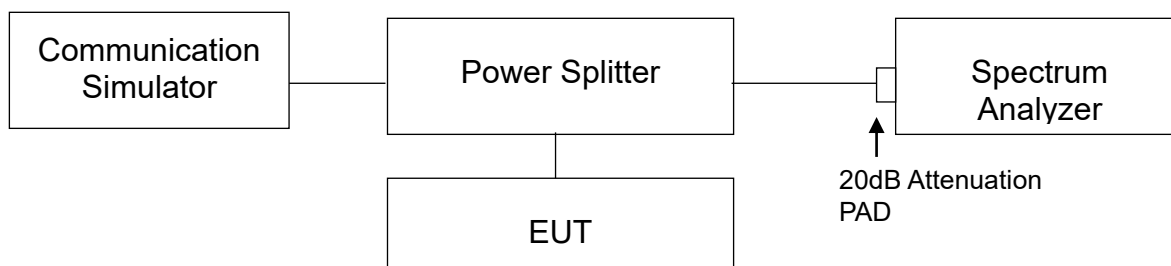 Communication
Simulator
Power Splitter
Spectrum
Analyzer
20dB Attenuation
PAD
EUT